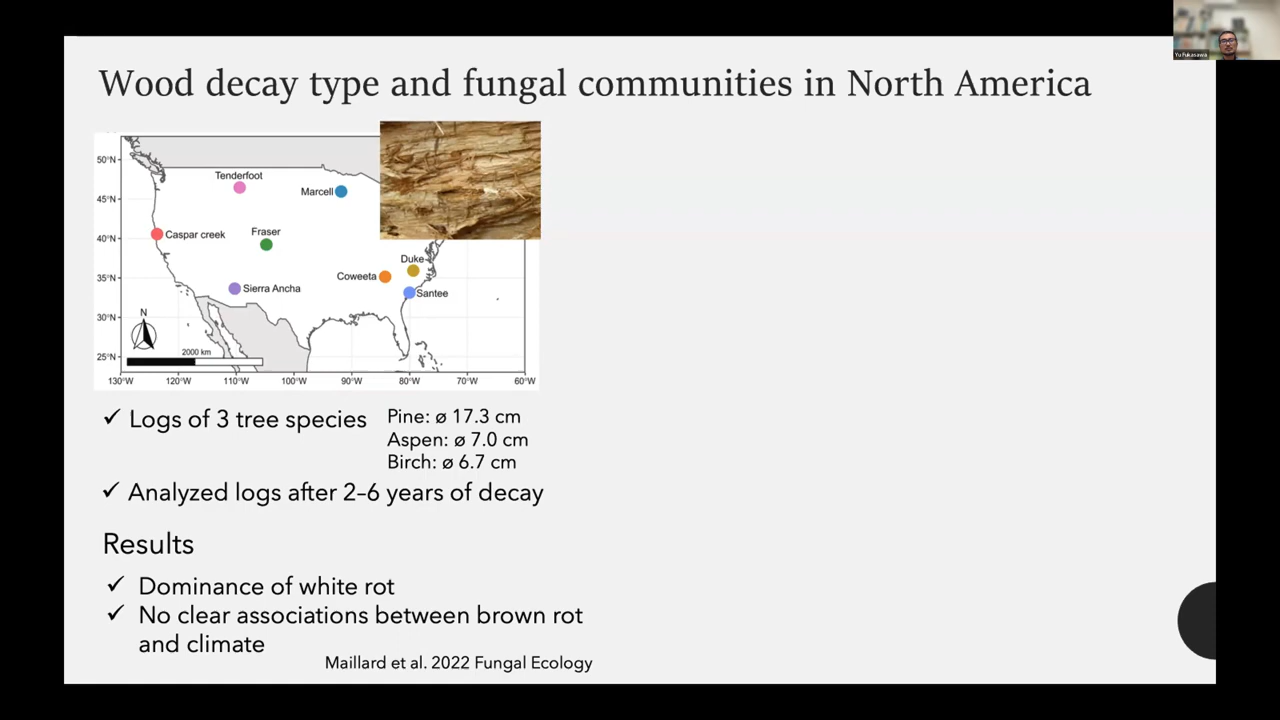 Yu Fukasawa
Wood decay type and fungal communities in North America
50°N
45°N
40°N
35°N
30°N
25°N
Tenderfoot
Marcell
Caspar creek
Fraser
Duke
Coweeta
Sierra Ancha
Santee
N
2000 km
130°W 120°W 110°W 100°W 90°W 80°W 70°W 60°W
✓ Logs of 3 tree species
Pine: ø 17.3 cm
Aspen: ø 7.0 cm
Birch: ø 6.7 cm
✓ Analyzed logs after 2–6 years of decay
Results
✓ Dominance of white rot
✓ No clear associations between brown rot
and climate
Maillard et al. 2022 Fungal Ecology